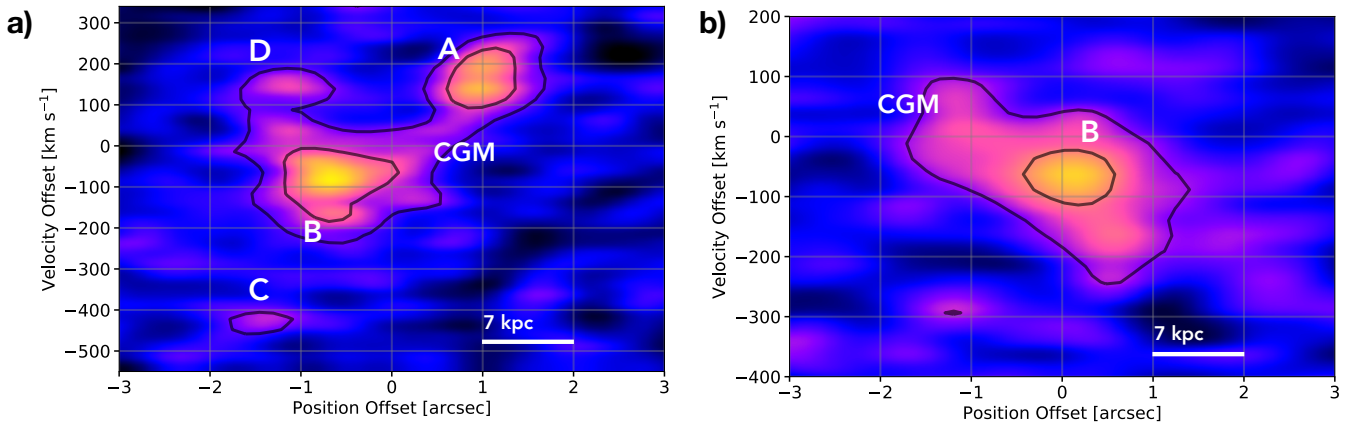 a)
Velocity Offset [km s⁻¹]
300
200
100
0
−100
−200
−300
−400
−500
D
A
CGM
B
C
7 kpc
−3 −2 −1 0 1 2 3
Position Offset [arcsec]
b)
Velocity Offset [km s⁻¹]
200
100
0
−100
−200
−300
−400
CGM
B
7 kpc
−3 −2 −1 0 1 2 3
Position Offset [arcsec]